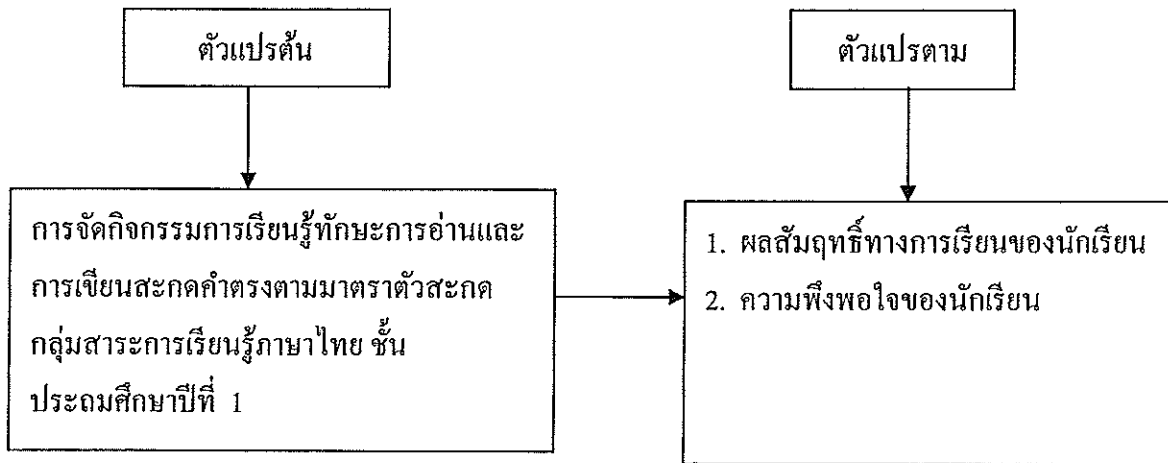 ตัวแปรต้น
ตัวแปรตาม
การจัดกิจกรรมการเรียนรู้ทักษะการอ่านและ
การเขียนสะกดคำตรงตามมาตราตัวสะกด
กลุ่มสาระการเรียนรู้ภาษาไทย ชั้น
ประถมศึกษาปีที่ 1
1. ผลสัมฤทธิ์ทางการเรียนของนักเรียน
2. ความพึงพอใจของนักเรียน